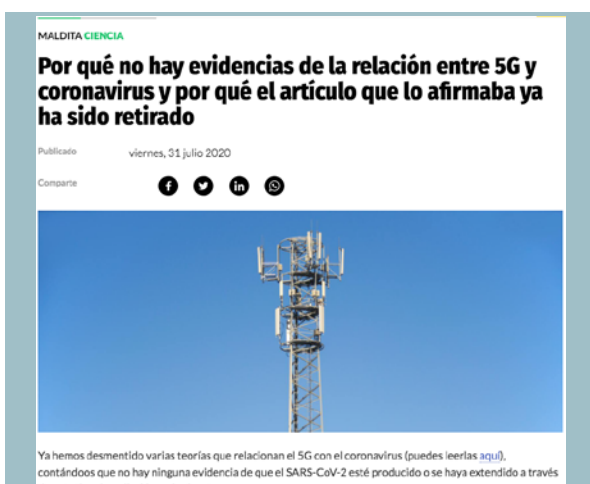 MALDITA CIENCIA
Por qué no hay evidencias de la relación entre 5G y
coronavirus y por qué el artículo que lo afirmaba ya
ha sido retirado
Publicado viernes, 31 julio 2020
Comparte
Ya hemos desmentido varias teorías que relacionan el 5G con el coronavirus (puedes leerlas aquí),
contándoos que no hay ninguna evidencia de que el SARS-CoV-2 esté producido o se haya extendido a través